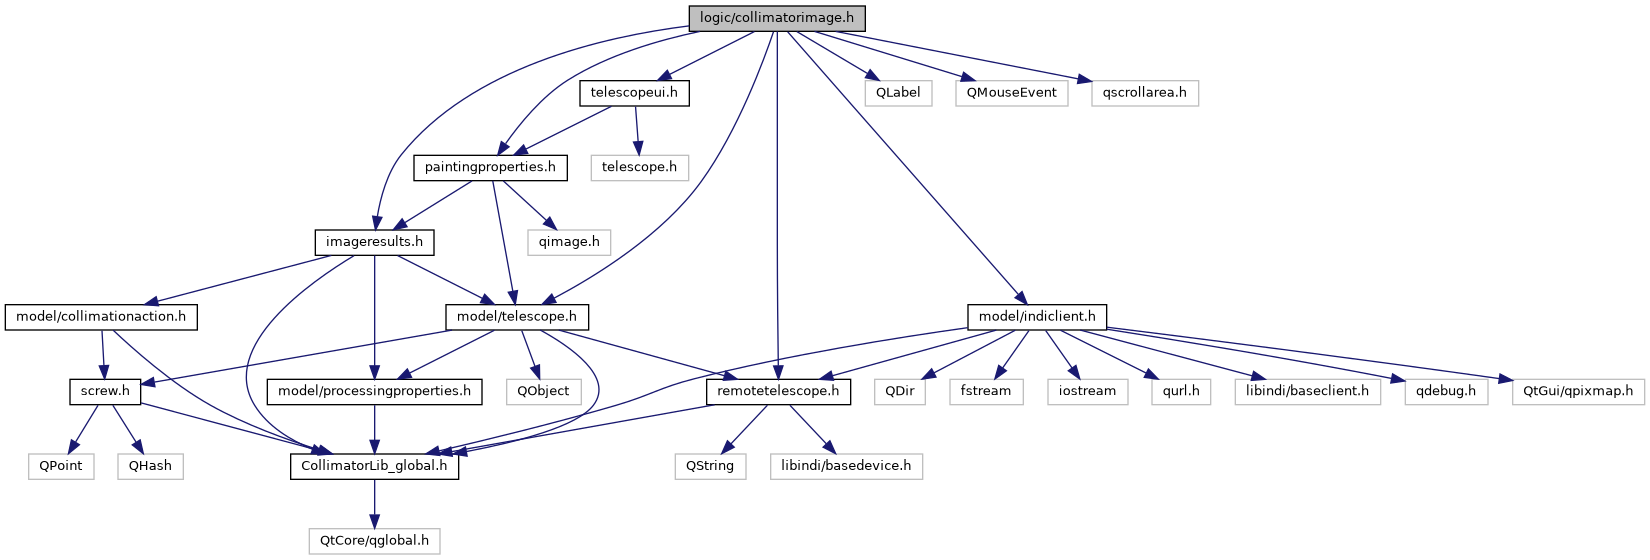 logic/collimatorimage.h
telescopeui.h
QLabel
QMouseEvent
qscrollarea.h
paintingproperties.h
telescope.h
imageresults.h
qimage.h
model/collimationaction.h
model/telescope.h
model/indiclient.h
screw.h
model/processingproperties.h
QObject
remotetelescope.h
QDir
fstream
iostream
qurl.h
libindi/baseclient.h
qdebug.h
QtGui/qpixmap.h
QPoint
QHash
CollimatorLib_global.h
QString
libindi/basedevice.h
QtCore/qglobal.h